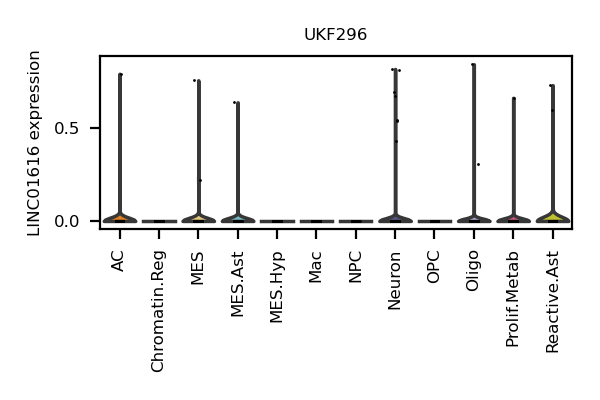 UKF296
LINC01616 expression
0.5
0.0
AC
Chromatin.Reg
MES
MES.Ast
MES.Hyp
Mac
NPC
Neuron
OPC
Oligo
Prolif.Metab
Reactive.Ast